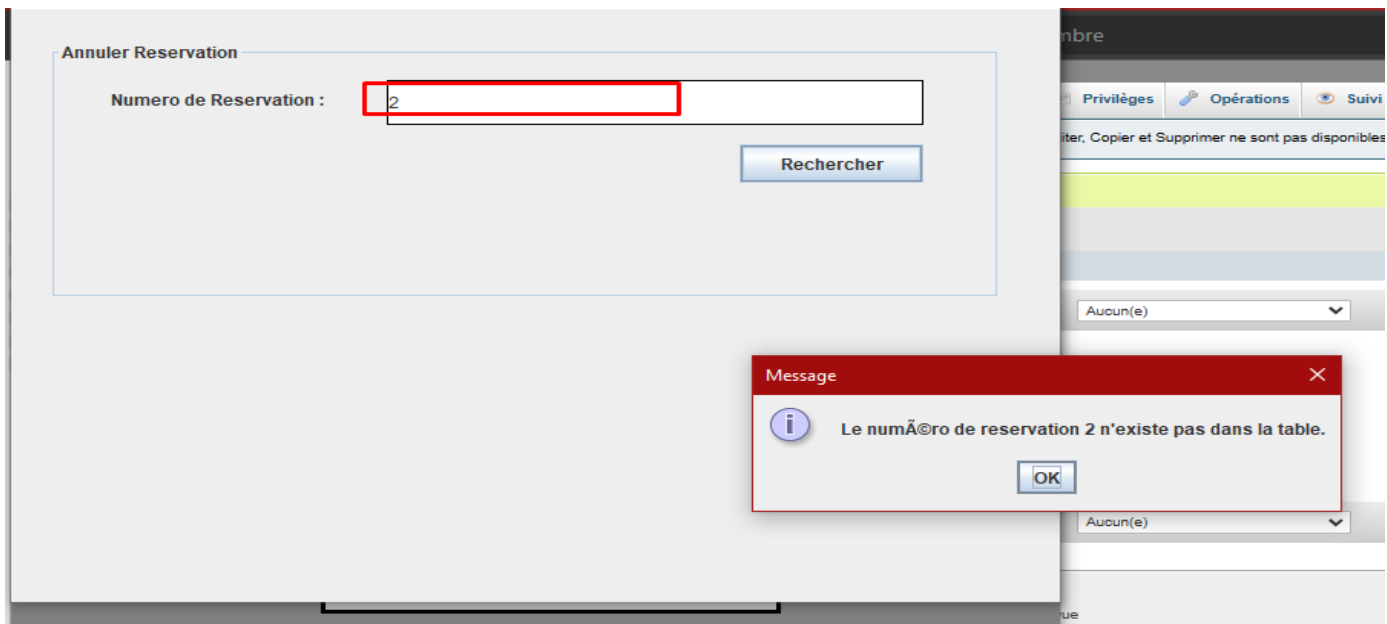 mbre
Annuler Reservation
Numero de Reservation :
2
Privilèges
Opérations
Suivi
Rechercher
iter, Copier et Supprimer ne sont pas disponibles
Aucun(e)
Message
Le numÃ©ro de reservation 2 n'existe pas dans la table.
OK
Aucun(e)
vue